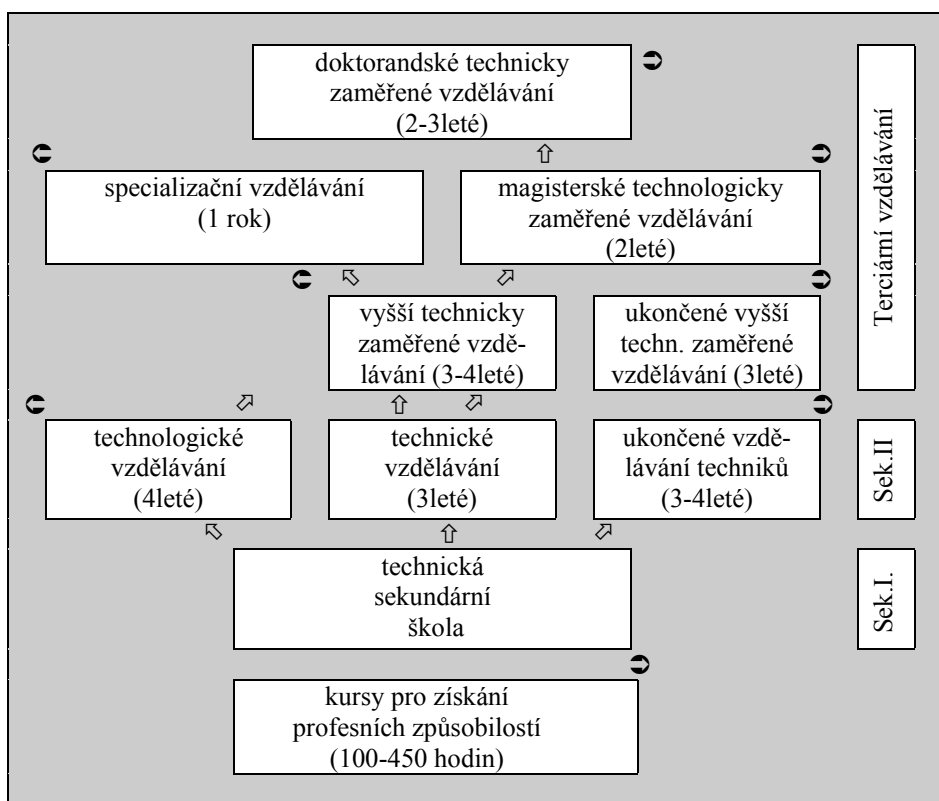 doktorandské technicky
zaměřené vzdělávání
(2-3leté)
specializační vzdělávání
(1 rok)
magisterské technologicky
zaměřené vzdělávání
(2leté)
Terciární vzdělávání
vyšší technicky
zaměřené vzdě-
lávání (3-4leté)
ukončené vyšší
techn. zaměřené
vzdělávání (3leté)
technologické
vzdělávání
(4leté)
technické
vzdělávání
(3leté)
ukončené vzdě-
lávání techniků
(3-4leté)
Sek.II
technická
sekundární
škola
Sek.I.
kursy pro získání
profesních způsobilostí
(100-450 hodin)